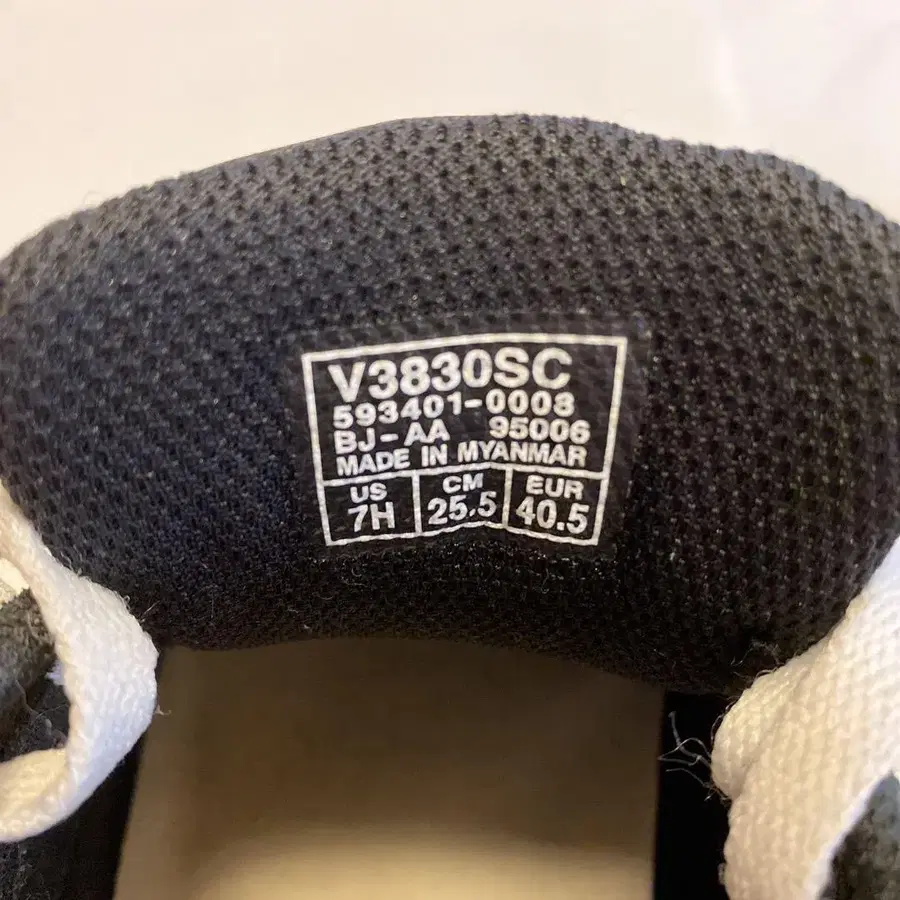 V3830SC
593401-0008
BJ-AA 95006
MADE IN MYANMAR
US CM EUR
7H 25.5 40.5